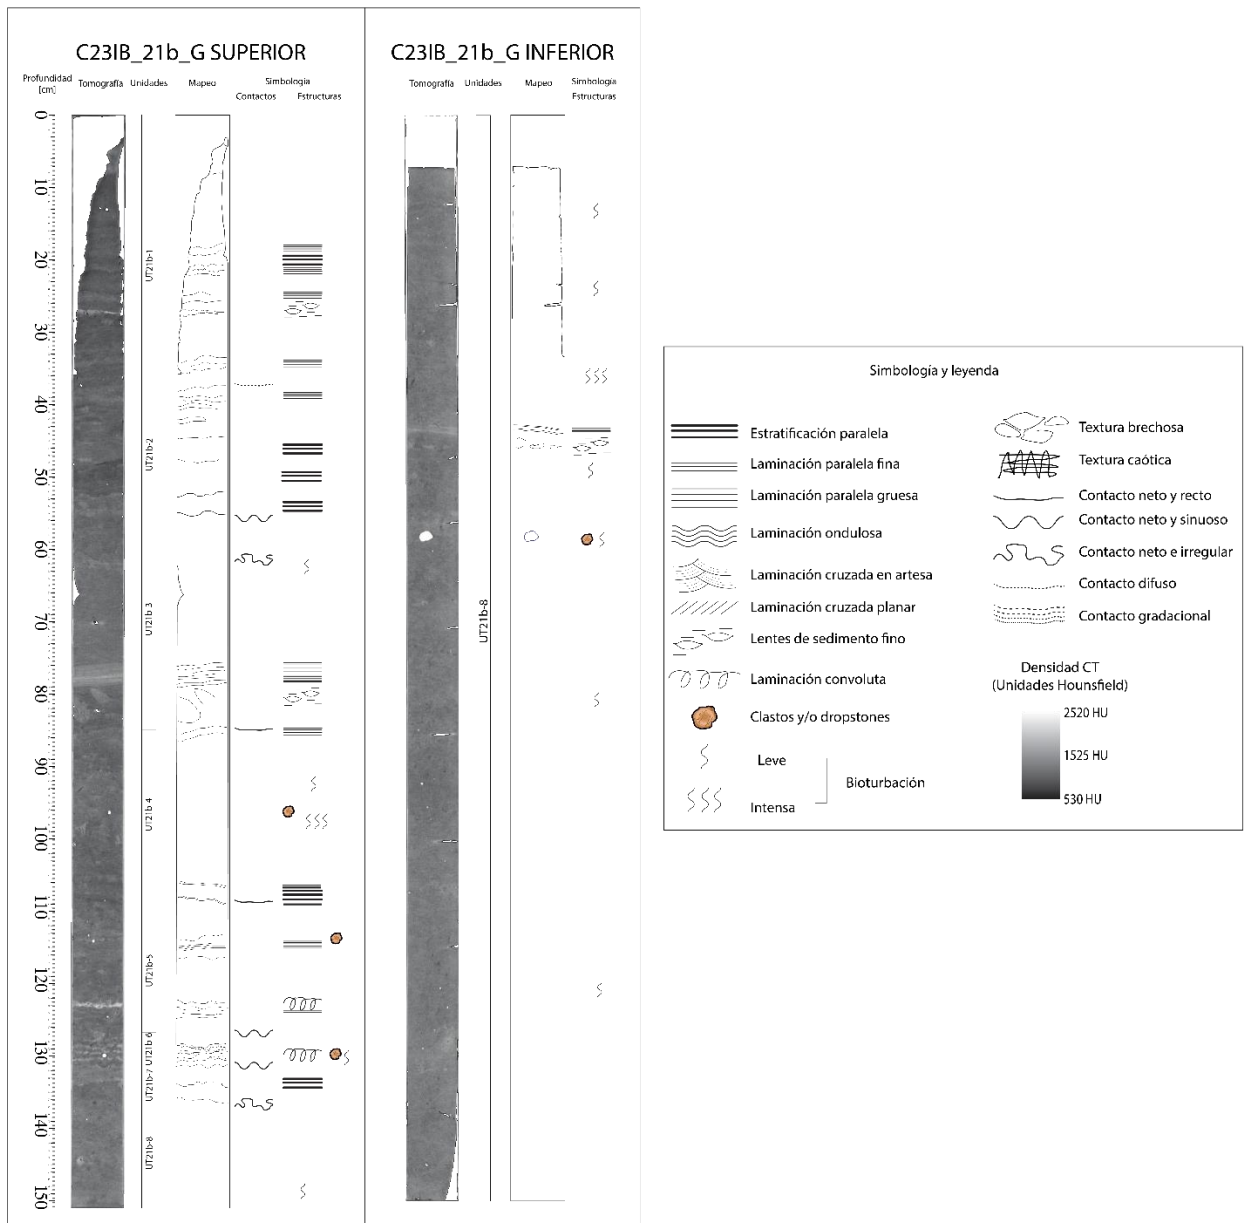 C23IB_21b_G SUPERIOR
Profundidad
[cm]
Tomografía
Unidades
Mapeo
Simbología
Contactos
Estructuras
0
10
20
30
40
50
60
70
80
90
100
110
120
130
140
150
UT21b-1
UT21b-2
UT21b 3
UT21b 4
UT21b-5
UT21b 6
UT21b-7
UT21b-8
C23IB_21b_G INFERIOR
Tomografía
Unidades
Mapeo
Simbología
Estructuras
UT21b-8
Simbología y leyenda
Estratificación paralela
Laminación paralela fina
Laminación paralela gruesa
Laminación ondulosa
Laminación cruzada en artesa
Laminación cruzada planar
Lentes de sedimento fino
Laminación convoluta
Clastos y/o dropstones
Leve
Intensa
Bioturbación
Textura brechosa
Textura caótica
Contacto neto y recto
Contacto neto y sinuoso
Contacto neto e irregular
Contacto difuso
Contacto gradacional
Densidad CT
(Unidades Hounsfield)
2520 HU
1525 HU
530 HU